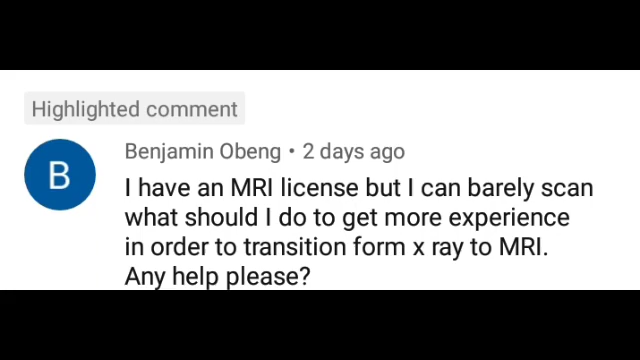 Highlighted comment
B
Benjamin Obeng • 2 days ago
I have an MRI license but I can barely scan
what should I do to get more experience
in order to transition form x ray to MRI.
Any help please?